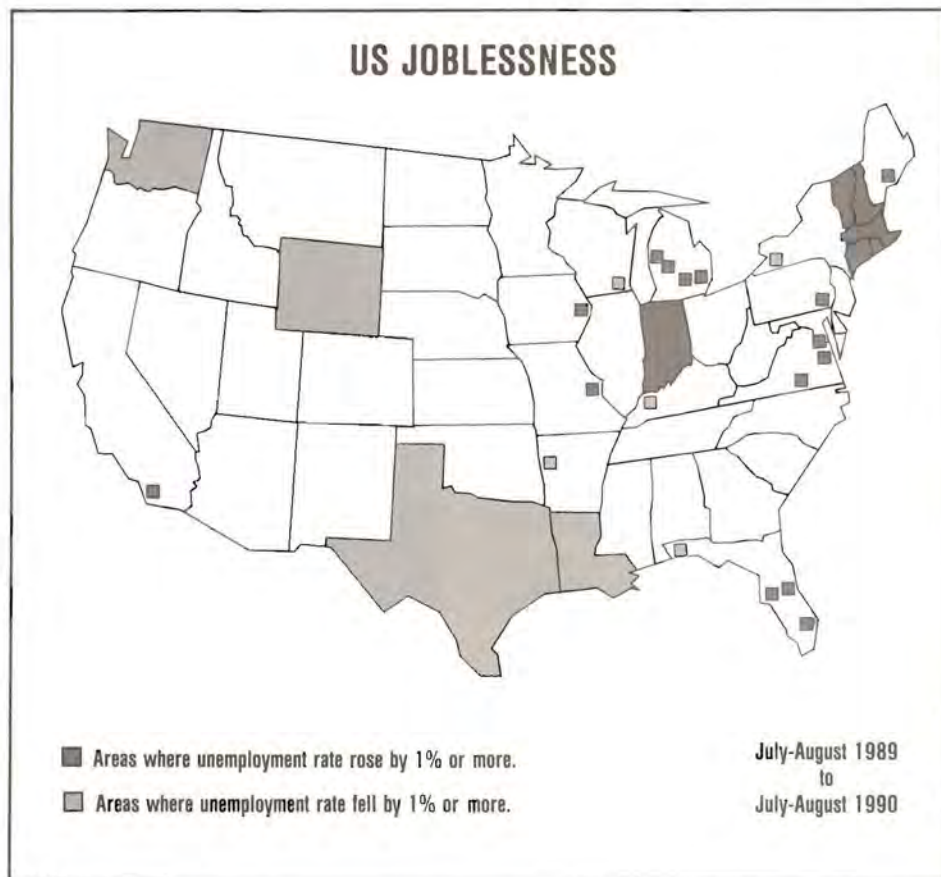 US JOBLESSNESS
Areas where unemployment rate rose by 1% or more.
Areas where unemployment rate fell by 1% or more.
July-August 1989
to
July-August 1990